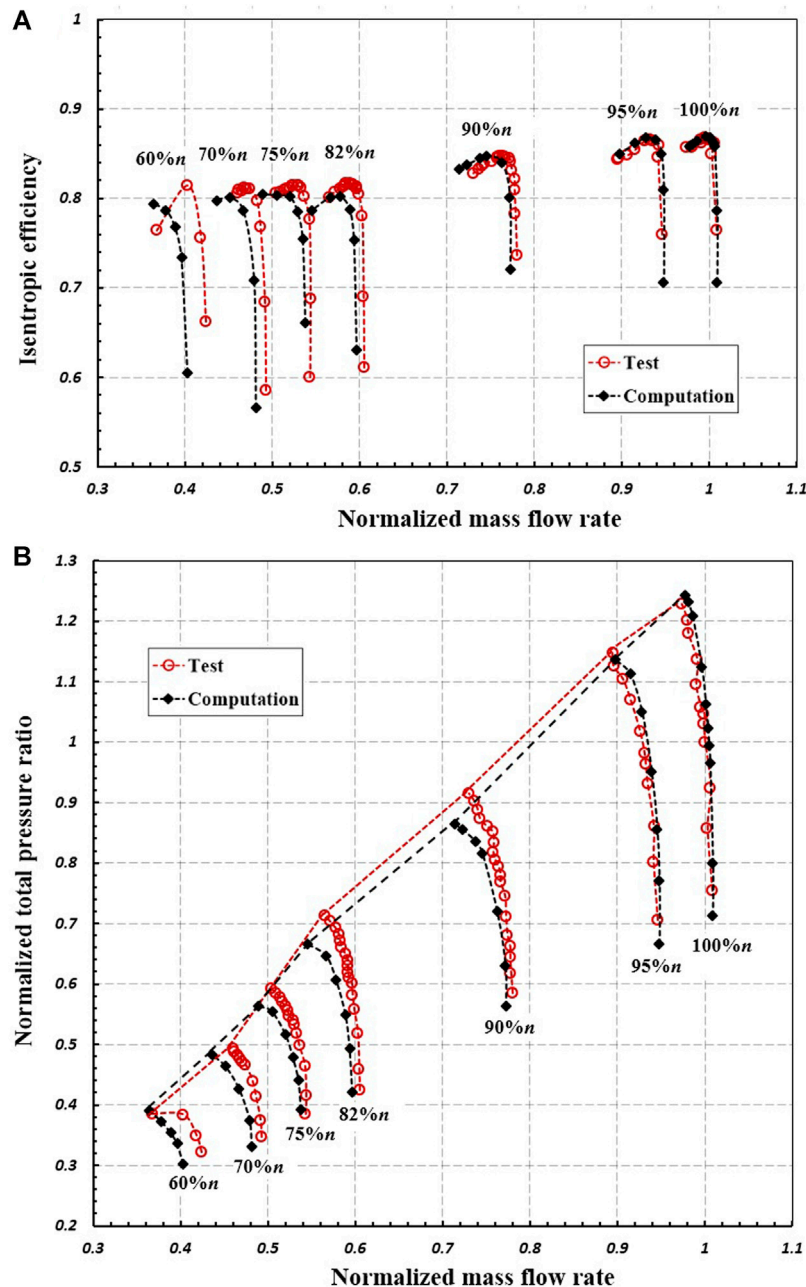 A
1
0.9
0.8
0.7
0.6
0.5
Isentropic efficiency
60%n
70%n
75%n
82%n
90%n
95%n
100%n
Test
Computation
0.3 0.4 0.5 0.6 0.7 0.8 0.9 1 1.1
Normalized mass flow rate
B
1.3
1.2
1.1
1
0.9
0.8
0.7
0.6
0.5
0.4
0.3
0.2
Normalized total pressure ratio
Test
Computation
100%n
95%n
90%n
82%n
75%n
70%n
60%n
0.3 0.4 0.5 0.6 0.7 0.8 0.9 1 1.1
Normalized mass flow rate